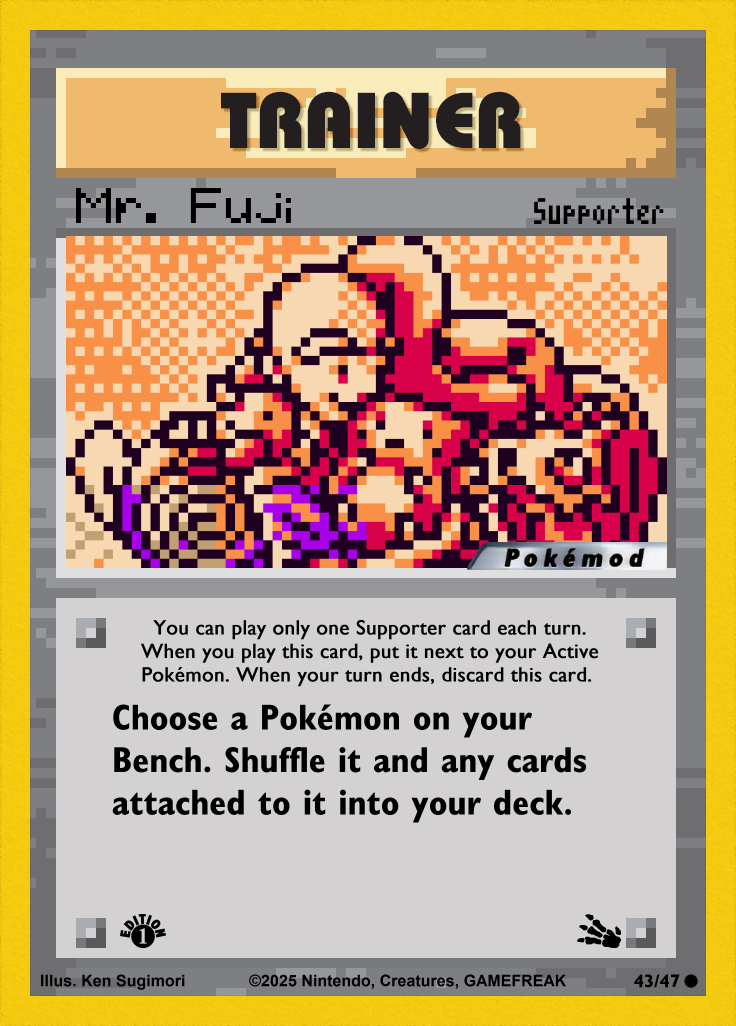 TRAINER
Mr. Fuji
Supporter
Pokémod
You can play only one Supporter card each turn.
When you play this card, put it next to your Active
Pokémon. When your turn ends, discard this card.
Choose a Pokémon on your
Bench. Shuffle it and any cards
attached to it into your deck.
EDITION
1
Illus. Ken Sugimori ©2025 Nintendo, Creatures, GAMEFREAK 43/47